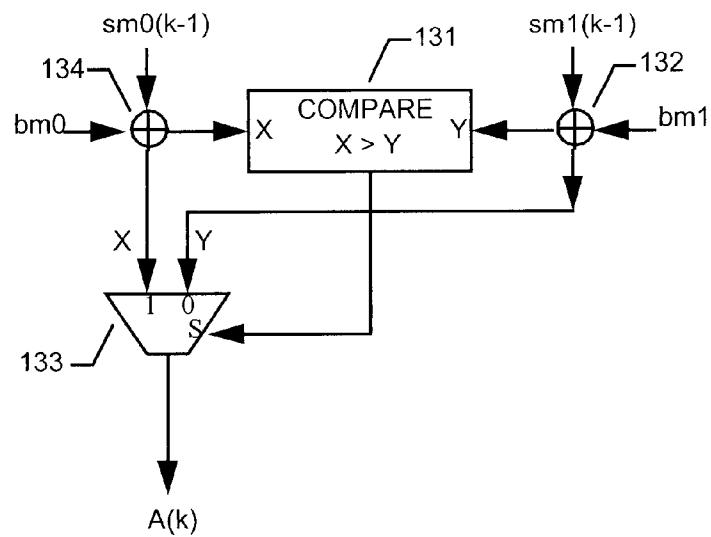 sm0(k-1)
131
sm1(k-1)
134
132
bm0
COMPARE
bm1
X
X > Y
Y
X
Y
1
0
S
133
A(k)